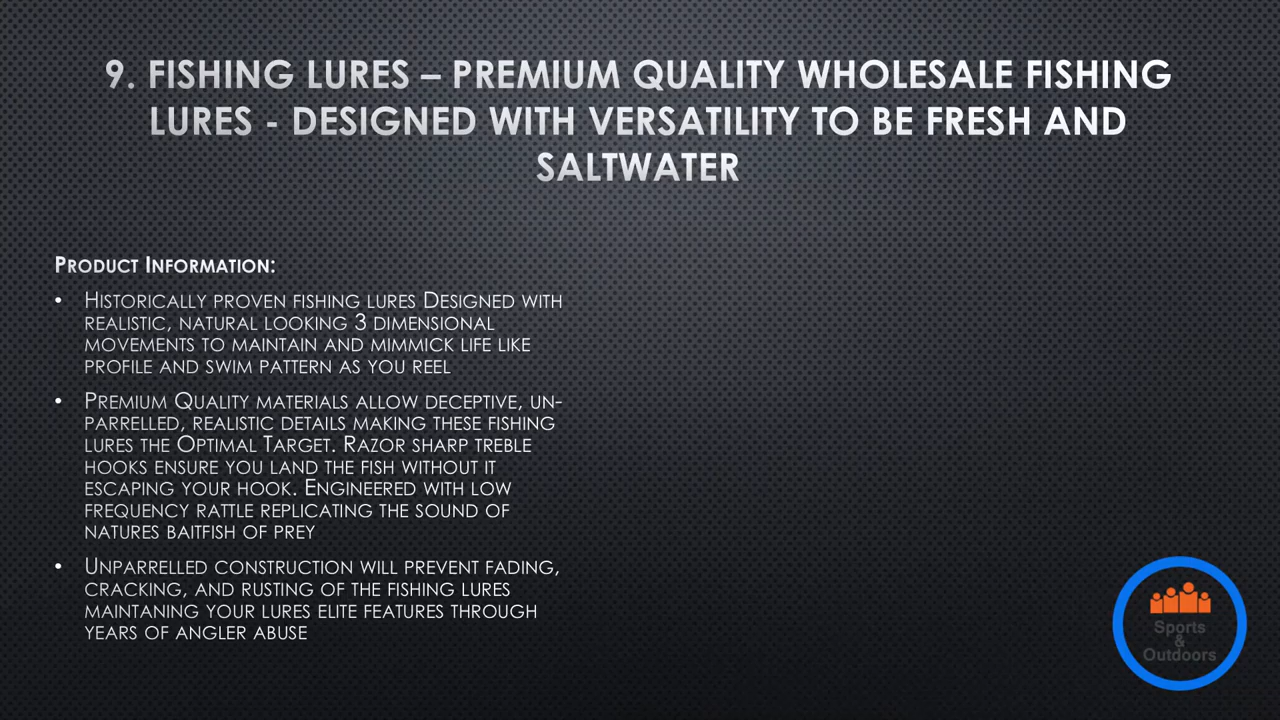 9. FISHING LURES – PREMIUM QUALITY WHOLESALE FISHING
LURES - DESIGNED WITH VERSATILITY TO BE FRESH AND
SALTWATER
PRODUCT INFORMATION:
• HISTORICALLY PROVEN FISHING LURES DESIGNED WITH
REALISTIC, NATURAL LOOKING 3 DIMENSIONAL
MOVEMENTS TO MAINTAIN AND MIMMICK LIFE LIKE
PROFILE AND SWIM PATTERN AS YOU REEL
• PREMIUM QUALITY MATERIALS ALLOW DECEPTIVE, UN-
PARRELLED, REALISTIC DETAILS MAKING THESE FISHING
LURES THE OPTIMAL TARGET. RAZOR SHARP TREBLE
HOOKS ENSURE YOU LAND THE FISH WITHOUT IT
ESCAPING YOUR HOOK. ENGINEERED WITH LOW
FREQUENCY RATTLE REPLICATING THE SOUND OF
NATURES BAITFISH OF PREY
• UNPARRELLED CONSTRUCTION WILL PREVENT FADING,
CRACKING, AND RUSTING OF THE FISHING LURES
MAINTANING YOUR LURES ELITE FEATURES THROUGH
YEARS OF ANGLER ABUSE
Sports
&
Outdoors